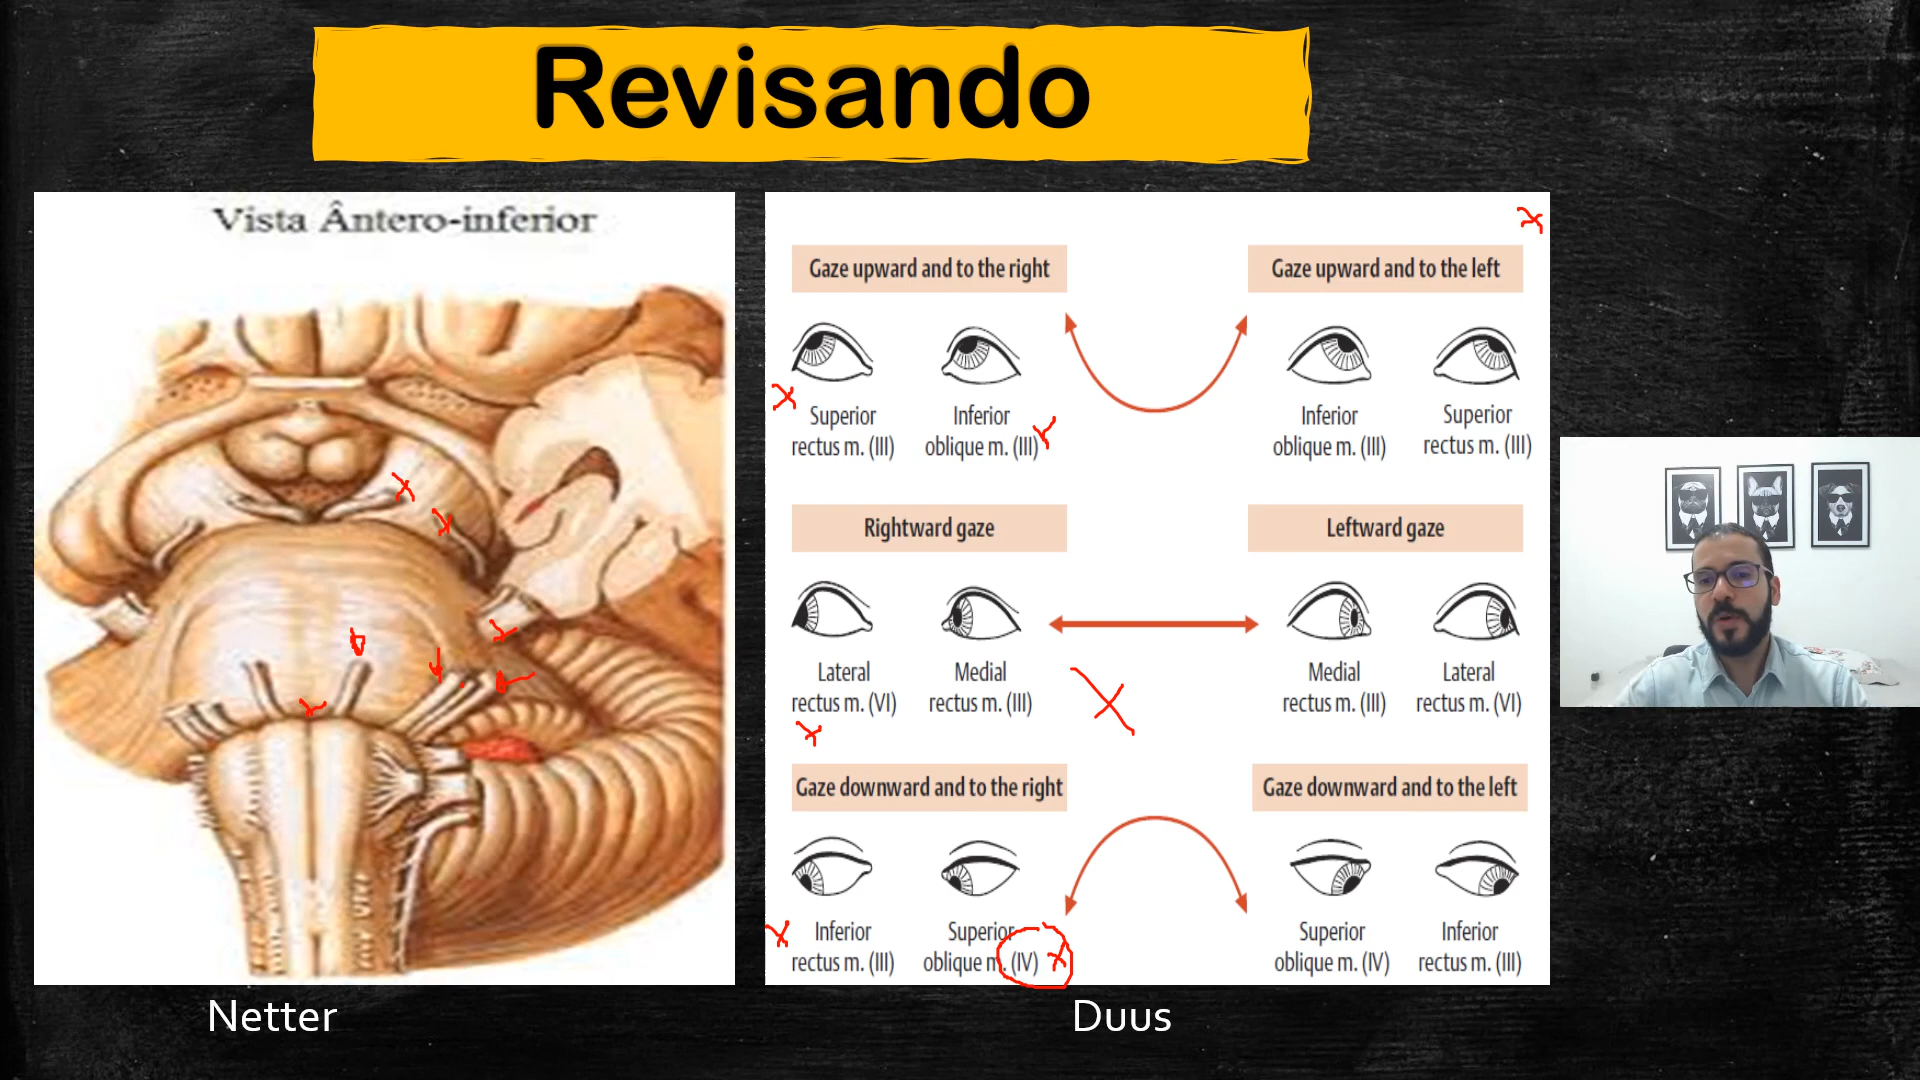 Revisando
Vista Ântero-inferior
Netter
Gaze upward and to the right
Gaze upward and to the left
Superior rectus m. (III)
Inferior oblique m. (III)
Inferior oblique m. (III)
Superior rectus m. (III)
Rightward gaze
Leftward gaze
Lateral rectus m. (VI)
Medial rectus m. (III)
Medial rectus m. (III)
Lateral rectus m. (VI)
Gaze downward and to the right
Gaze downward and to the left
Inferior rectus m. (III)
Superior oblique m. (IV)
Superior oblique m. (IV)
Inferior rectus m. (III)
Duus